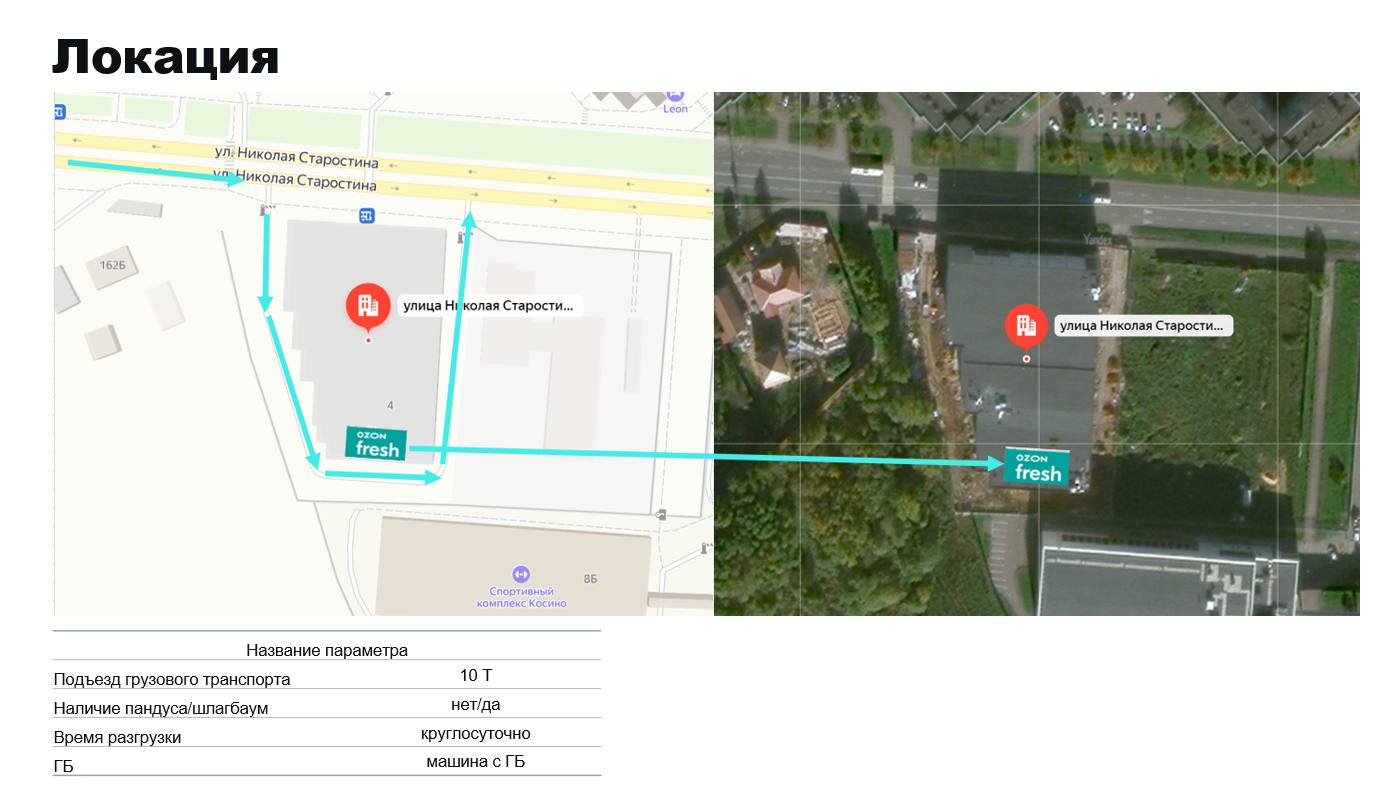 Локация
Leon
ул. Николая Старостина
ул. Николая Старостина
162Б
улица Николая Старости...
4
OZON
fresh
8Б
Спортивный
комплекс Косино
Yandex
улица Николая Старости...
OZON
fresh
Название параметра
Подъезд грузового транспорта 10 Т
Наличие пандуса/шлагбаум нет/да
Время разгрузки круглосуточно
ГБ машина с ГБ